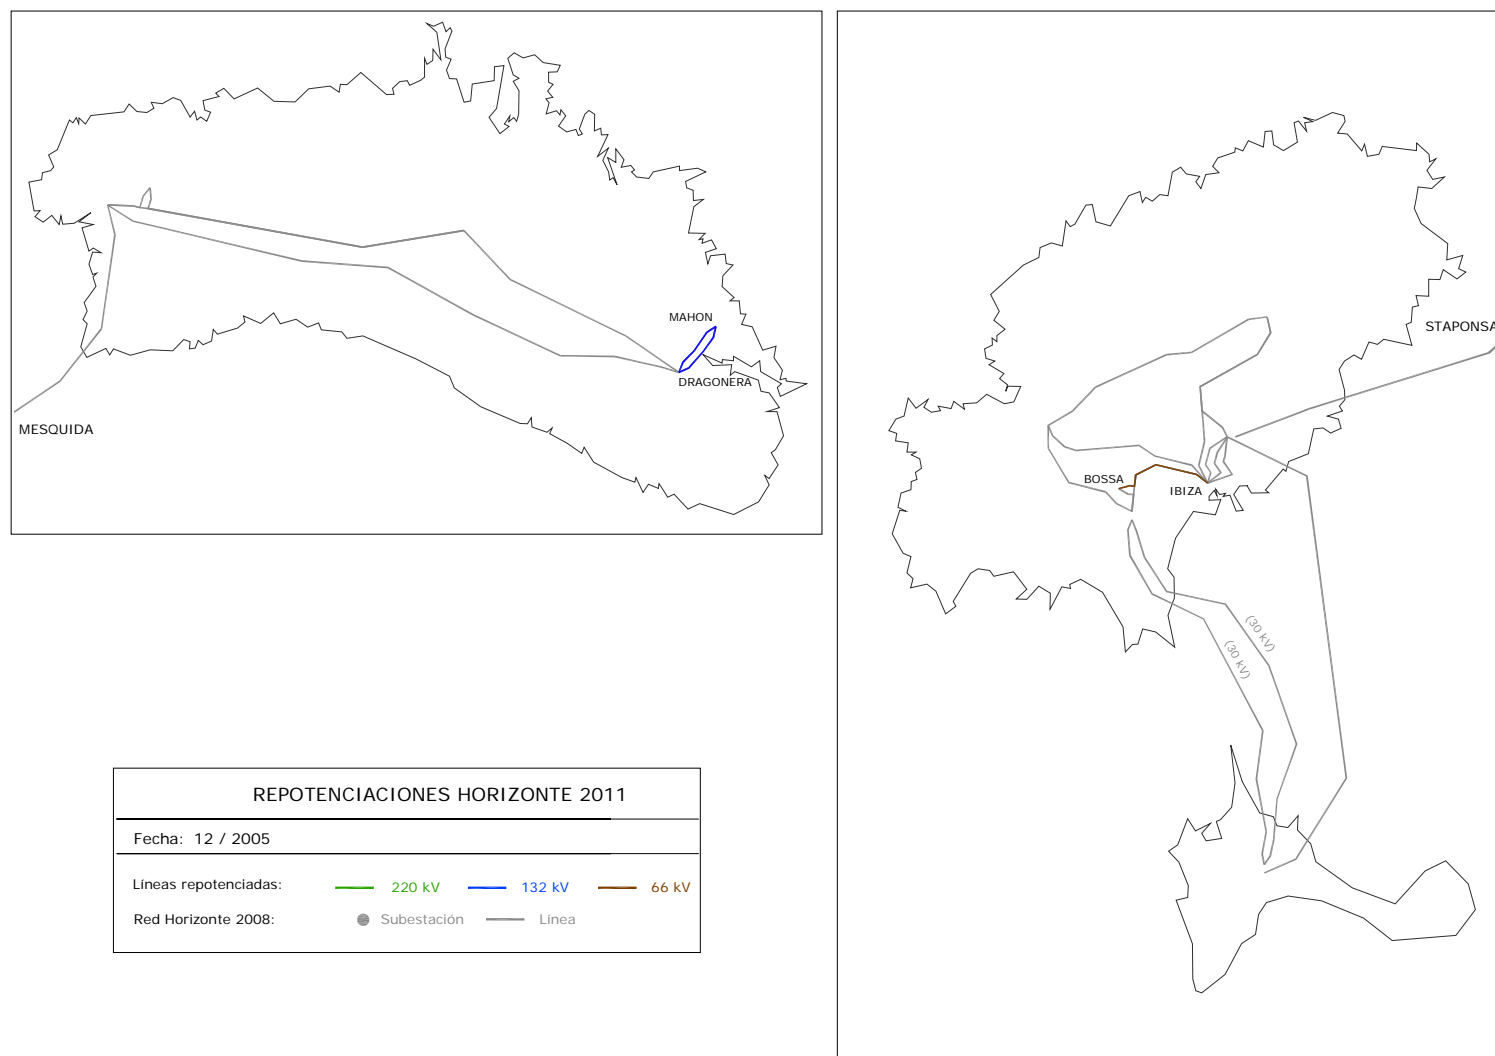 MAHON
DRAGONERA
MESQUIDA
STAPONSA
BOSSA
IBIZA
(30 kV)
(30 kV)
REPOTENCIACIONES HORIZONTE 2011
Fecha: 12 / 2005
Líneas repotenciadas: 220 kV 132 kV 66 kV
Red Horizonte 2008: Subestación Línea